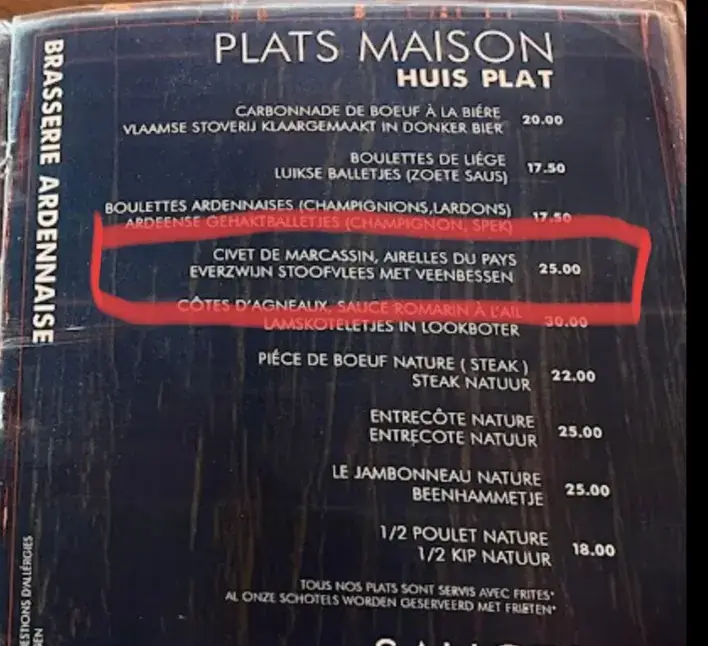 BRASSERIE ARDENNAISE
PLATS MAISON
HUIS PLAT
CARBONNADE DE BOEUF À LA BIÉRE
VLAAMSE STOVERIJ KLAARGEMAAKT IN DONKER BIER
20.00
BOULETTES DE LIÉGE
LUIKSE BALLETJES (ZOETE SAUS)
17.50
BOULETTES ARDENNAISES (CHAMPIGNIONS,LARDONS)
ARDEENSE GEHAKTBALLETJES (CHAMPIGNON, SPEK)
17.50
CIVET DE MARCASSIN, AIRELLES DU PAYS
EVERZWIJN STOOFVLEES MET VEENBESSEN
25.00
CÔTES D'AGNEAUX, SAUCE ROMARIN À L'AIL
LAMSKOTELETJES IN LOOKBOTER
30.00
PIÉCE DE BOEUF NATURE ( STEAK )
STEAK NATUUR
22.00
ENTRECÔTE NATURE
ENTRECOTE NATUUR
25.00
LE JAMBONNEAU NATURE
BEENHAMMETJE
25.00
1/2 POULET NATURE
1/2 KIP NATUUR
18.00
TOUS NOS PLATS SONT SERVIS AVEC FRITES*
AL ONZE SCHOTELS WORDEN GESERVEERD MET FRIETEN*
D'ALLÉRGIES